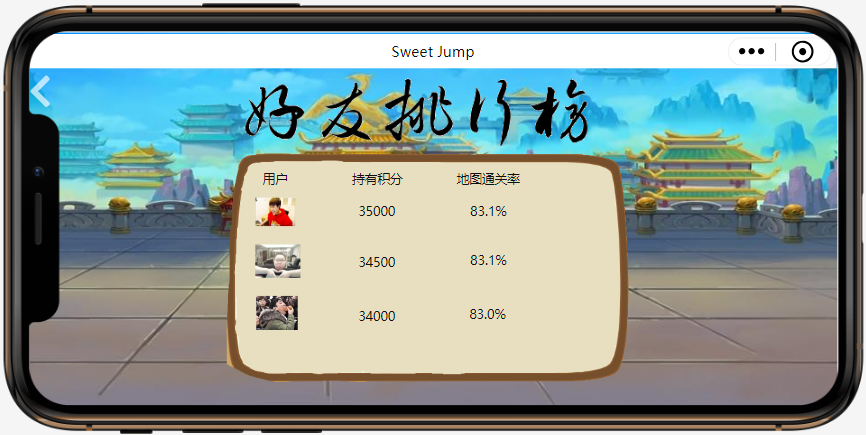 Sweet Jump
好友排行榜
用户 持有积分 地图通关率
35000 83.1%
34500 83.1%
34000 83.0%